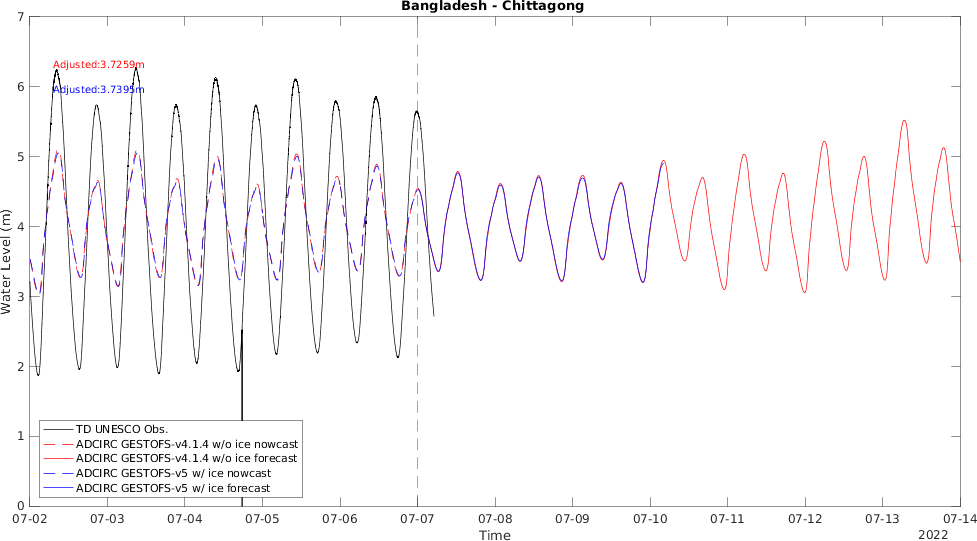 Bangladesh - Chittagong
7
Adjusted:3.7259m
6
Adjusted:3.7395m
5
4
Water Level (m)
3
2
1
TD UNESCO Obs.
ADCIRC GESTOFS-v4.1.4 w/o ice nowcast
ADCIRC GESTOFS-v4.1.4 w/o ice forecast
ADCIRC GESTOFS-v5 w/ ice nowcast
ADCIRC GESTOFS-v5 w/ ice forecast
0
07-02 07-03 07-04 07-05 07-06 07-07 07-08 07-09 07-10 07-11 07-12 07-13 07-14
Time
2022